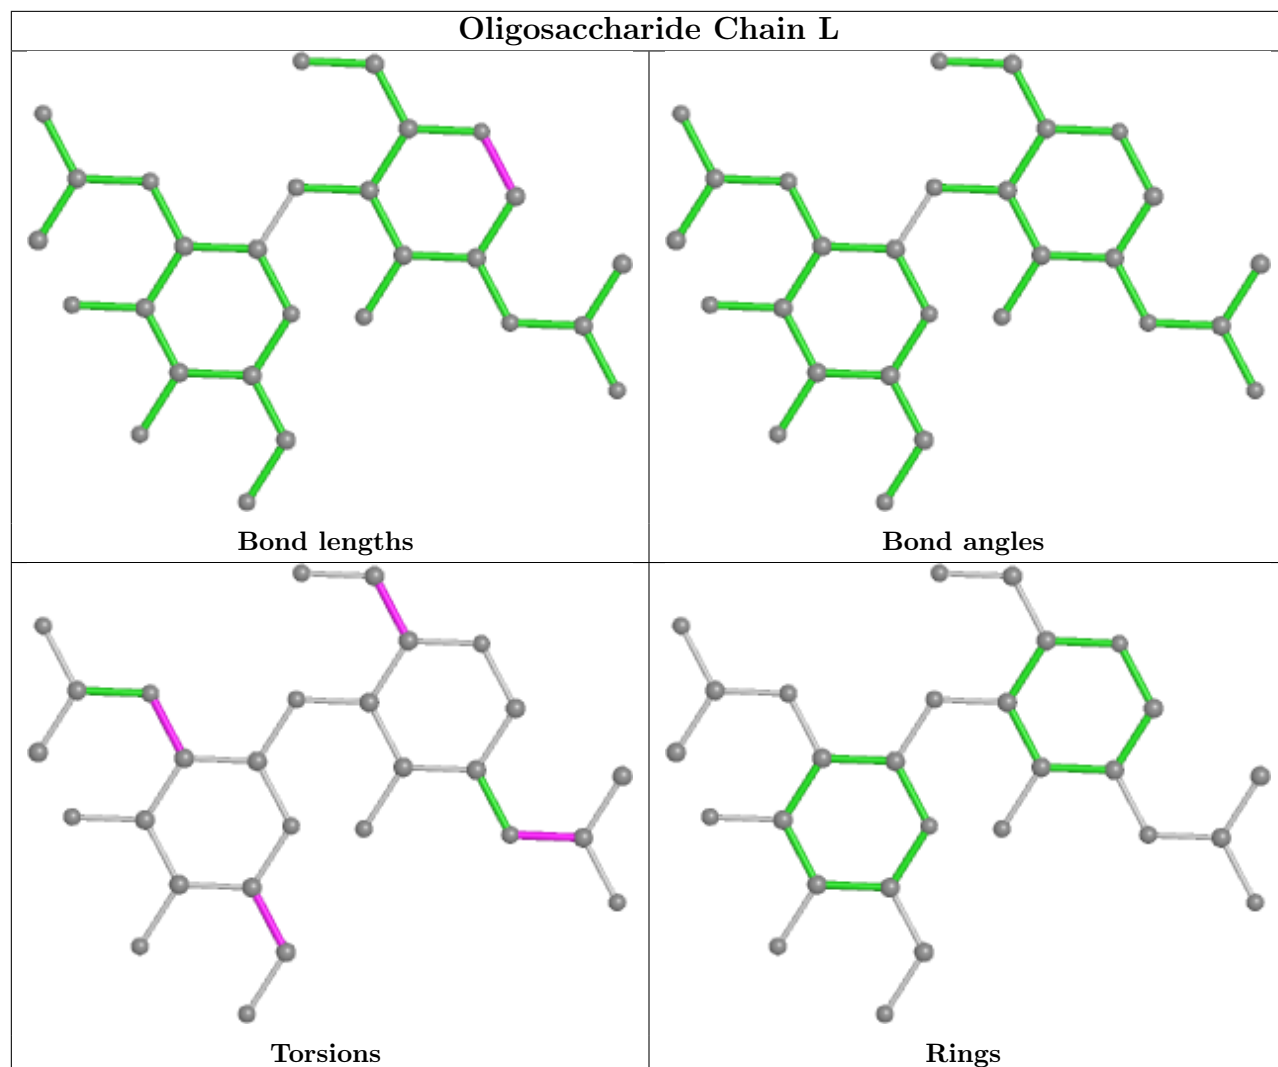 Oligosaccharide Chain L
Bond lengths
Bond angles
Torsions
Rings